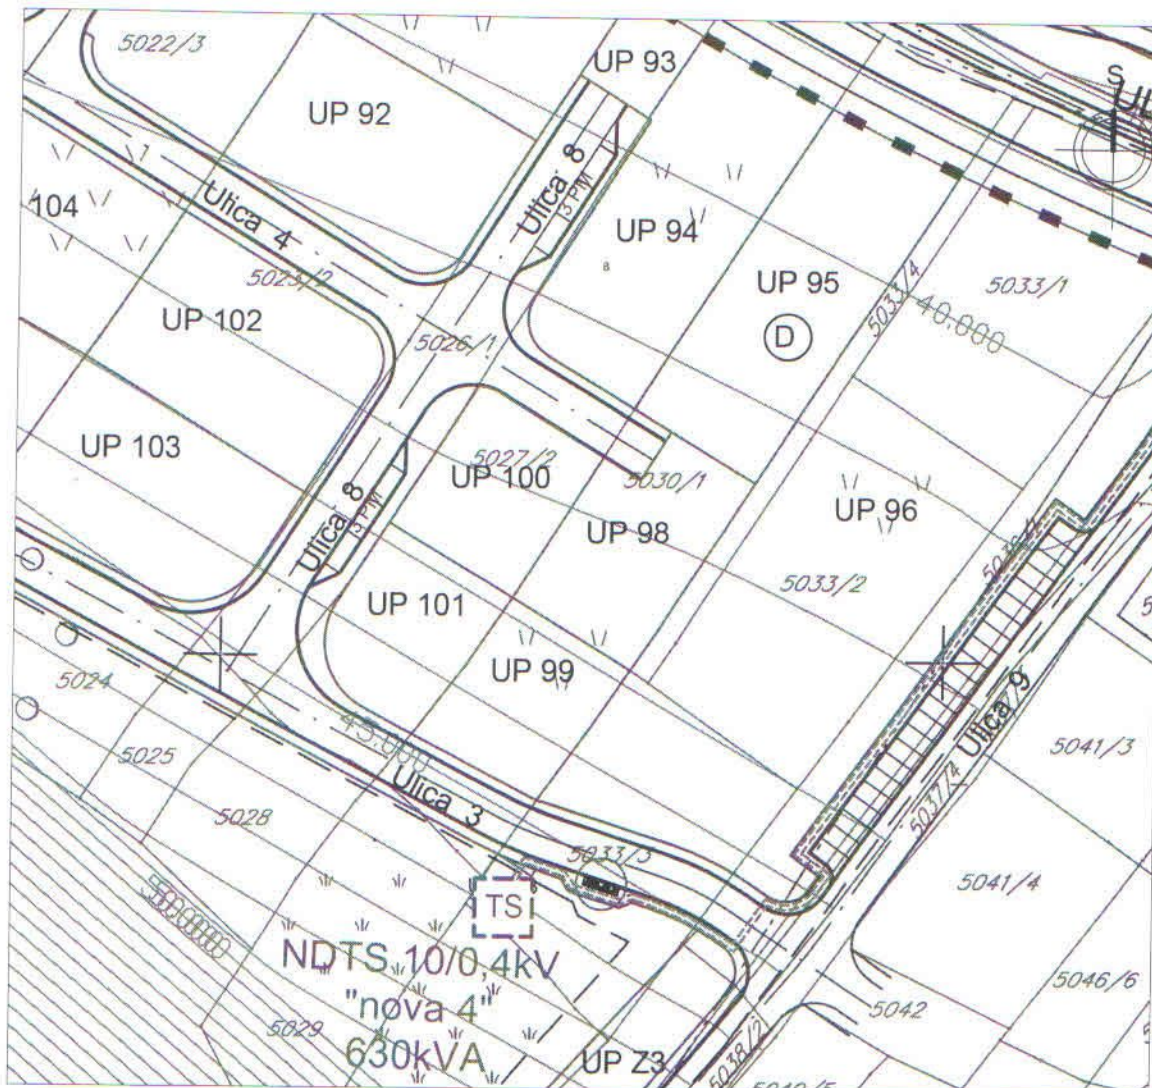 5022/3
UP 93
S
UL
UP 92
Ulica 8
3 PM
Ulica 4
104
UP 94
UP 95
D
5033/4
5033/1
40.000
5023/2
UP 102
5026/1
UP 103
5027/2
UP 100
5030/1
UP 96
Ulica 8
3 PM
UP 98
5033/2
UP 101
UP 99
5024
45.000
Ulica 9
5041/3
5025
Ulica 3
5037/4
5028
5033/3
5041/4
TS
NDTS 10/0,4kV
"nova 4"
630kVA
5029
UP Z3
5038/2
5042
5046/6